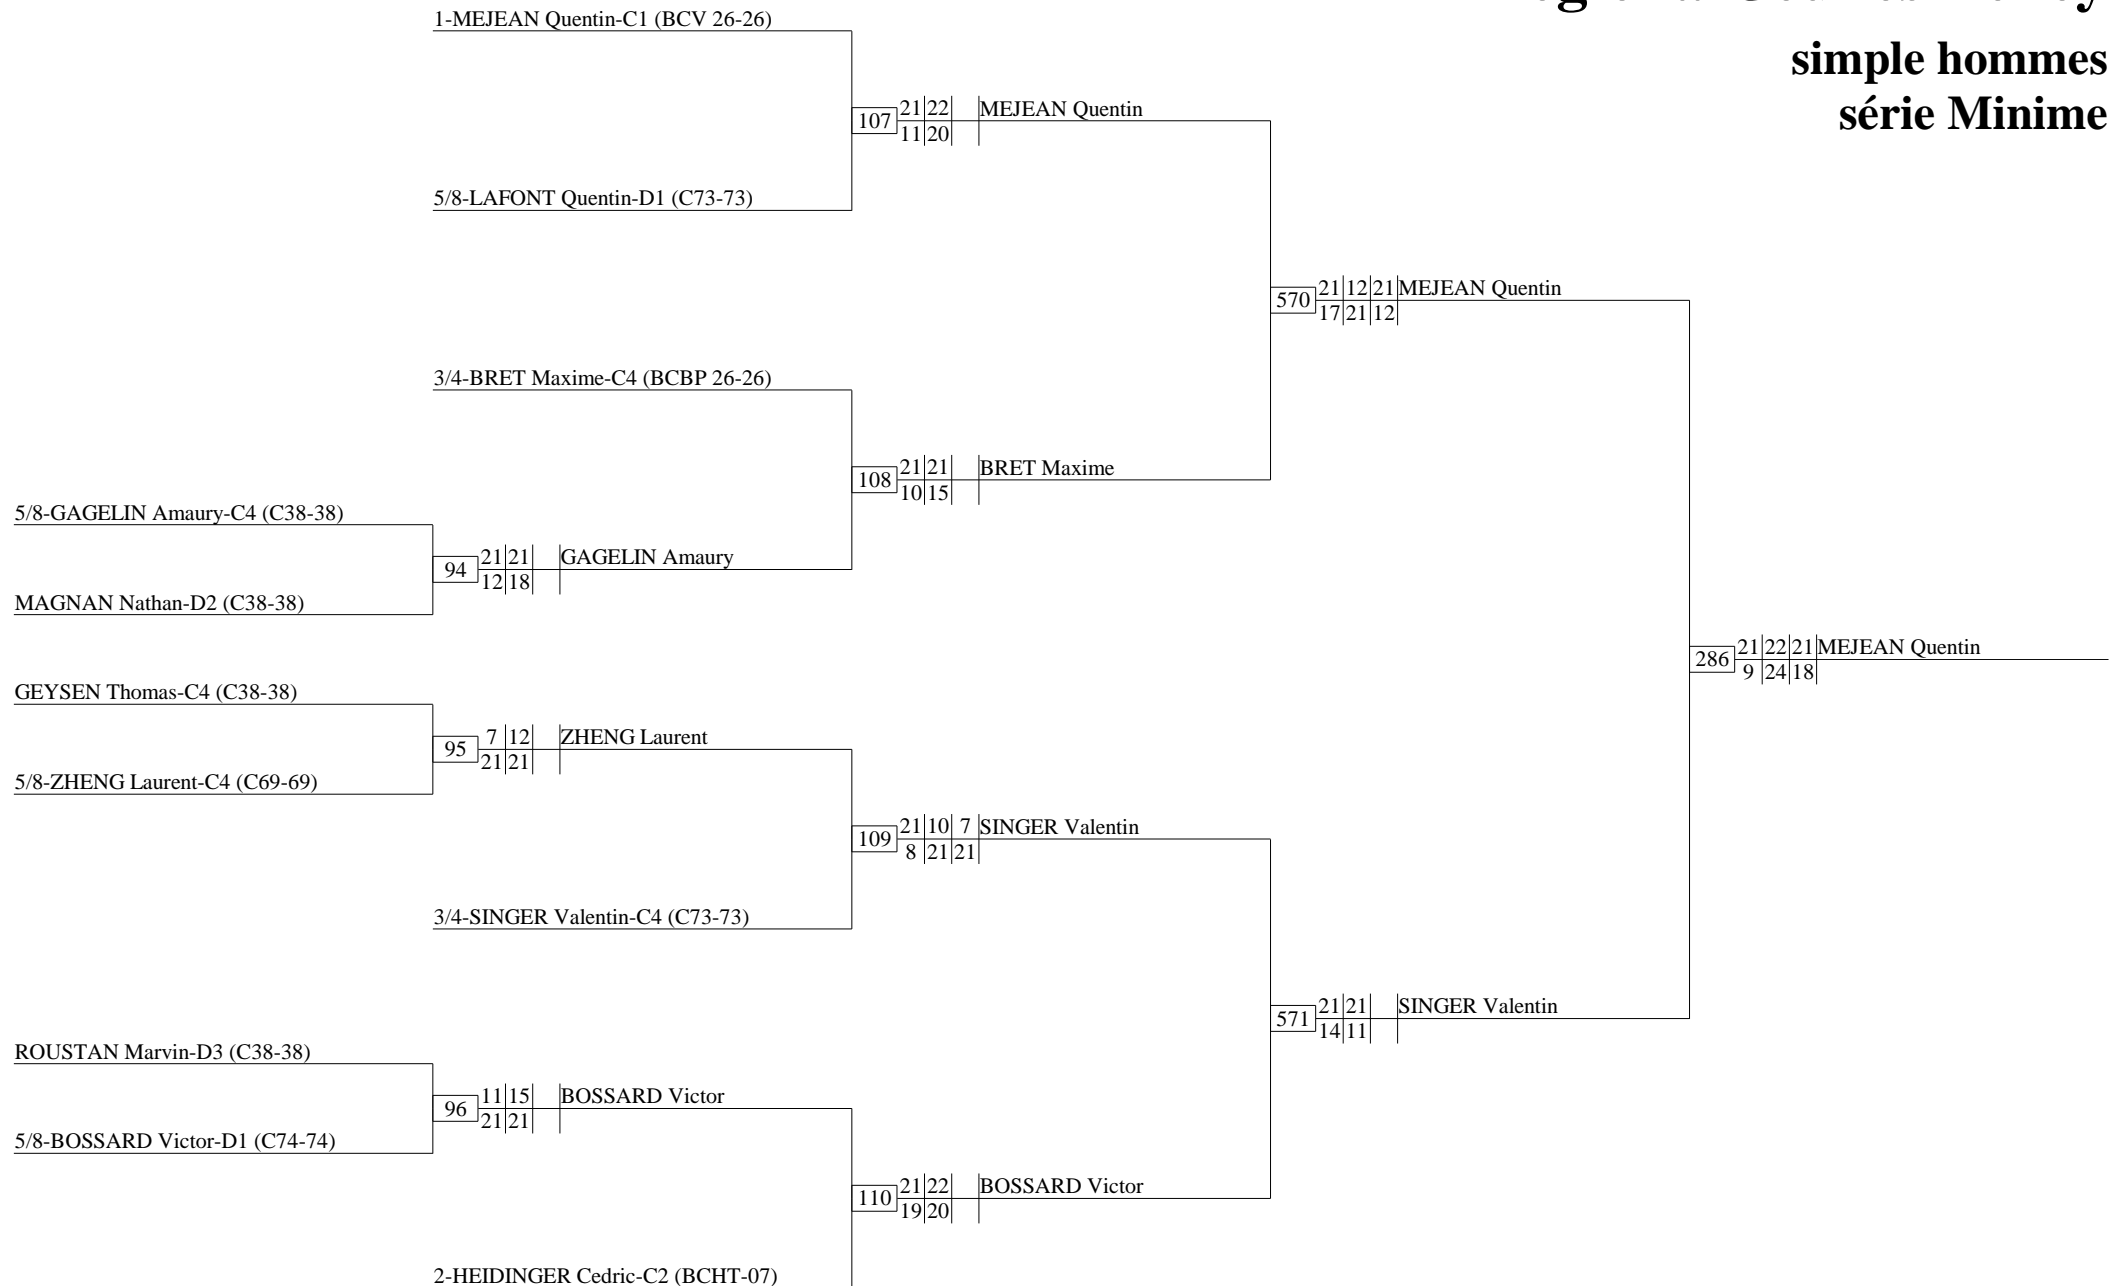 simple hommes
série Minime
1-MEJEAN Quentin-C1 (BCV 26-26)
107 21 22 MEJEAN Quentin
11 20
5/8-LAFONT Quentin-D1 (C73-73)
570 21 12 21 MEJEAN Quentin
17 21 12
3/4-BRET Maxime-C4 (BCBP 26-26)
108 21 21 BRET Maxime
10 15
5/8-GAGELIN Amaury-C4 (C38-38)
94 21 21 GAGELIN Amaury
12 18
MAGNAN Nathan-D2 (C38-38)
286 21 22 21 MEJEAN Quentin
9 24 18
GEYSEN Thomas-C4 (C38-38)
95 7 12 ZHENG Laurent
21 21
5/8-ZHENG Laurent-C4 (C69-69)
109 21 10 7 SINGER Valentin
8 21 21
3/4-SINGER Valentin-C4 (C73-73)
571 21 21 SINGER Valentin
14 11
ROUSTAN Marvin-D3 (C38-38)
96 11 15 BOSSARD Victor
21 21
5/8-BOSSARD Victor-D1 (C74-74)
110 21 22 BOSSARD Victor
19 20
2-HEIDINGER Cedric-C2 (BCHT-07)